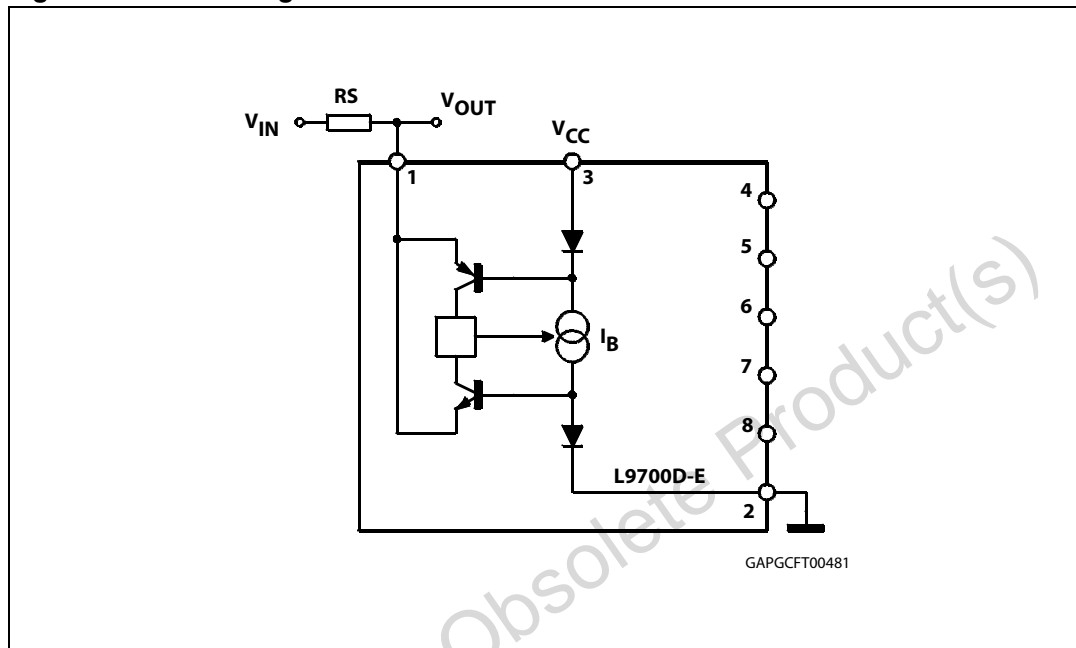 RS
V_IN
V_OUT
V_CC
1
3
4
5
6
I_B
7
8
L9700D-E
2
GAPGCFT00481
Obsolete Product(s)